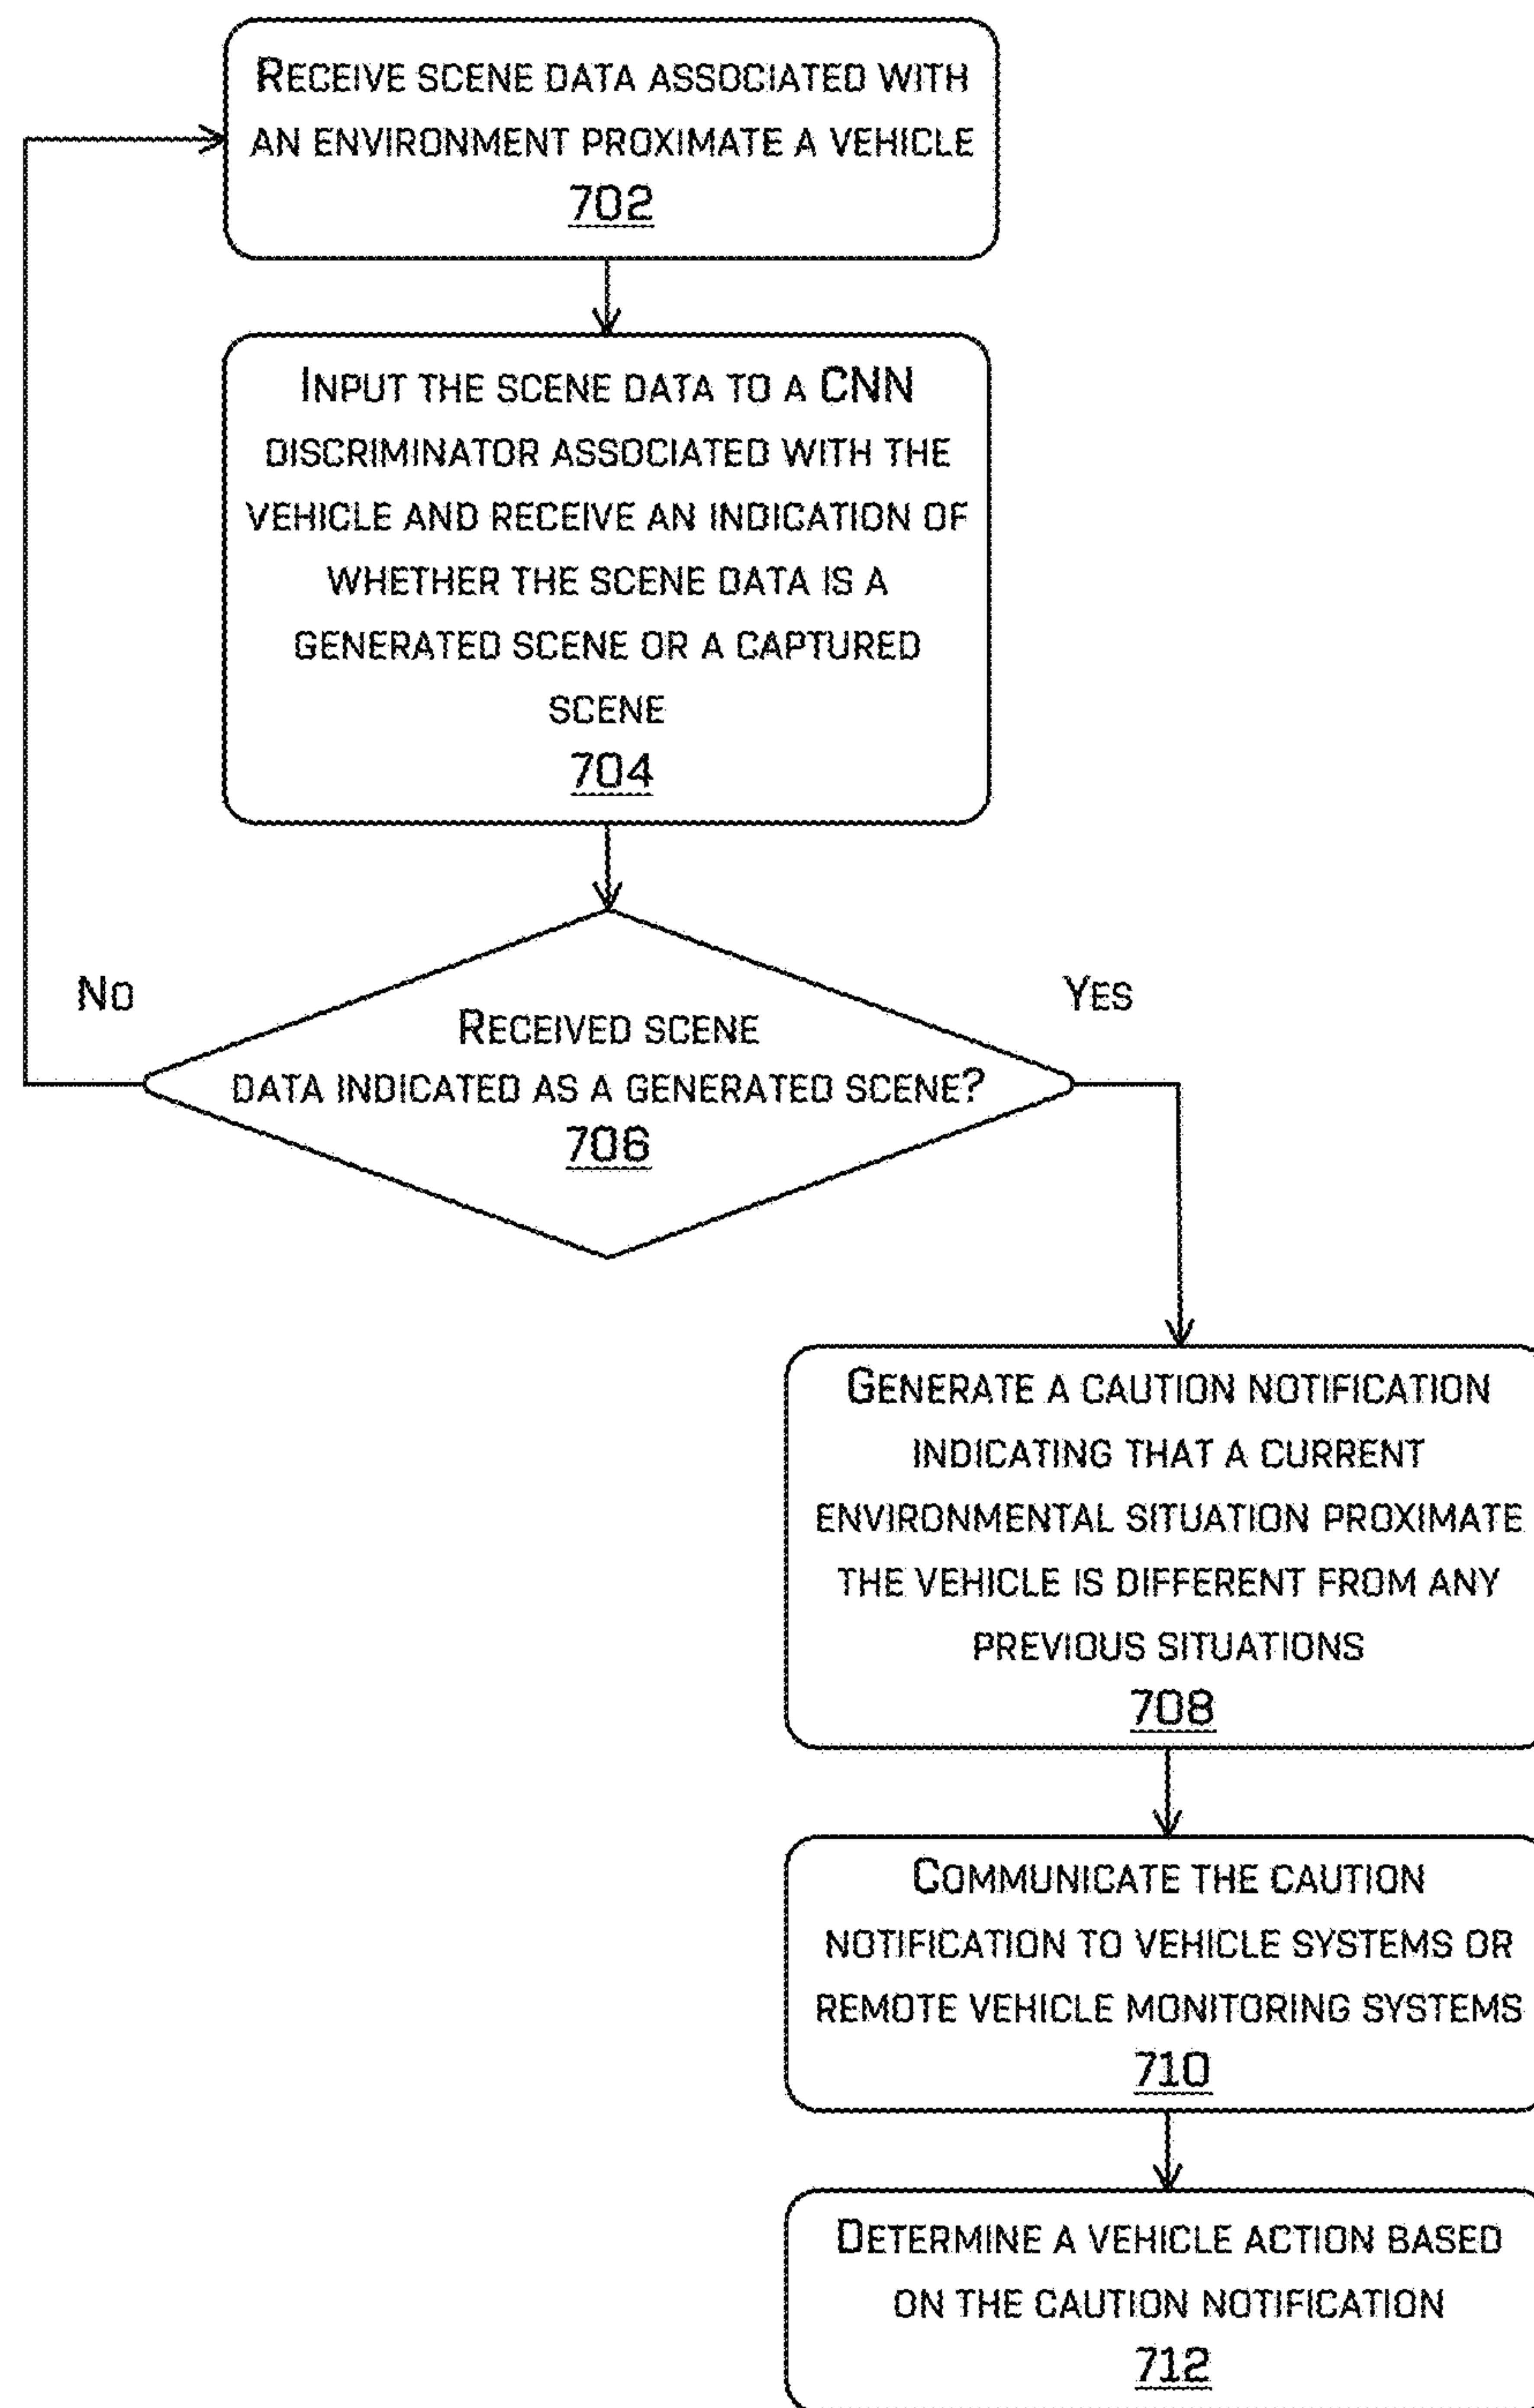 RECEIVE SCENE DATA ASSOCIATED WITH
AN ENVIRONMENT PROXIMATE A VEHICLE
702
INPUT THE SCENE DATA TO A CNN
DISCRIMINATOR ASSOCIATED WITH THE
VEHICLE AND RECEIVE AN INDICATION OF
WHETHER THE SCENE DATA IS A
GENERATED SCENE OR A CAPTURED
SCENE
704
NO
YES
RECEIVED SCENE
DATA INDICATED AS A GENERATED SCENE?
706
GENERATE A CAUTION NOTIFICATION
INDICATING THAT A CURRENT
ENVIRONMENTAL SITUATION PROXIMATE
THE VEHICLE IS DIFFERENT FROM ANY
PREVIOUS SITUATIONS
708
COMMUNICATE THE CAUTION
NOTIFICATION TO VEHICLE SYSTEMS OR
REMOTE VEHICLE MONITORING SYSTEMS
710
DETERMINE A VEHICLE ACTION BASED
ON THE CAUTION NOTIFICATION
712